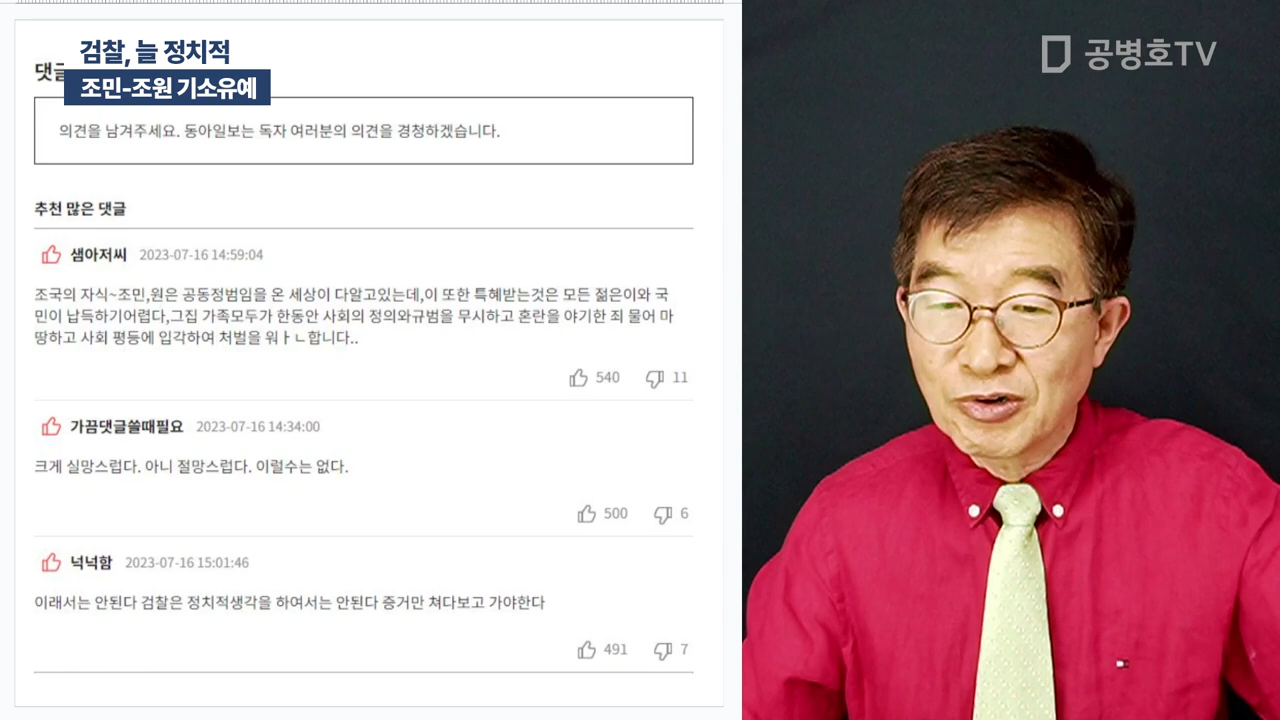 검찰, 늘 정치적
조민-조원 기소유예
공병호TV
의견을 남겨주세요. 동아일보는 독자 여러분의 의견을 경청하겠습니다.
추천 많은 댓글
샘아저씨 2023-07-16 14:59:04
조국의 자식~조민,원은 공동정범임을 온 세상이 다알고있는데,이 또한 특혜받는것은 모든 젊은이와 국
민이 납득하기어렵다,그집 가족모두가 한동안 사회의 정의와규범을 무시하고 혼란을 야기한 죄 물어 마
땅하고 사회 평등에 입각하여 처벌을 워ㅏㄴ합니다..
540 11
가끔댓글쓸때필요 2023-07-16 14:34:00
크게 실망스럽다. 아니 절망스럽다. 이럴수는 없다.
500 6
넉넉함 2023-07-16 15:01:46
이래서는 안된다 검찰은 정치적생각을 하여서는 안된다 증거만 쳐다보고 가야한다
491 7